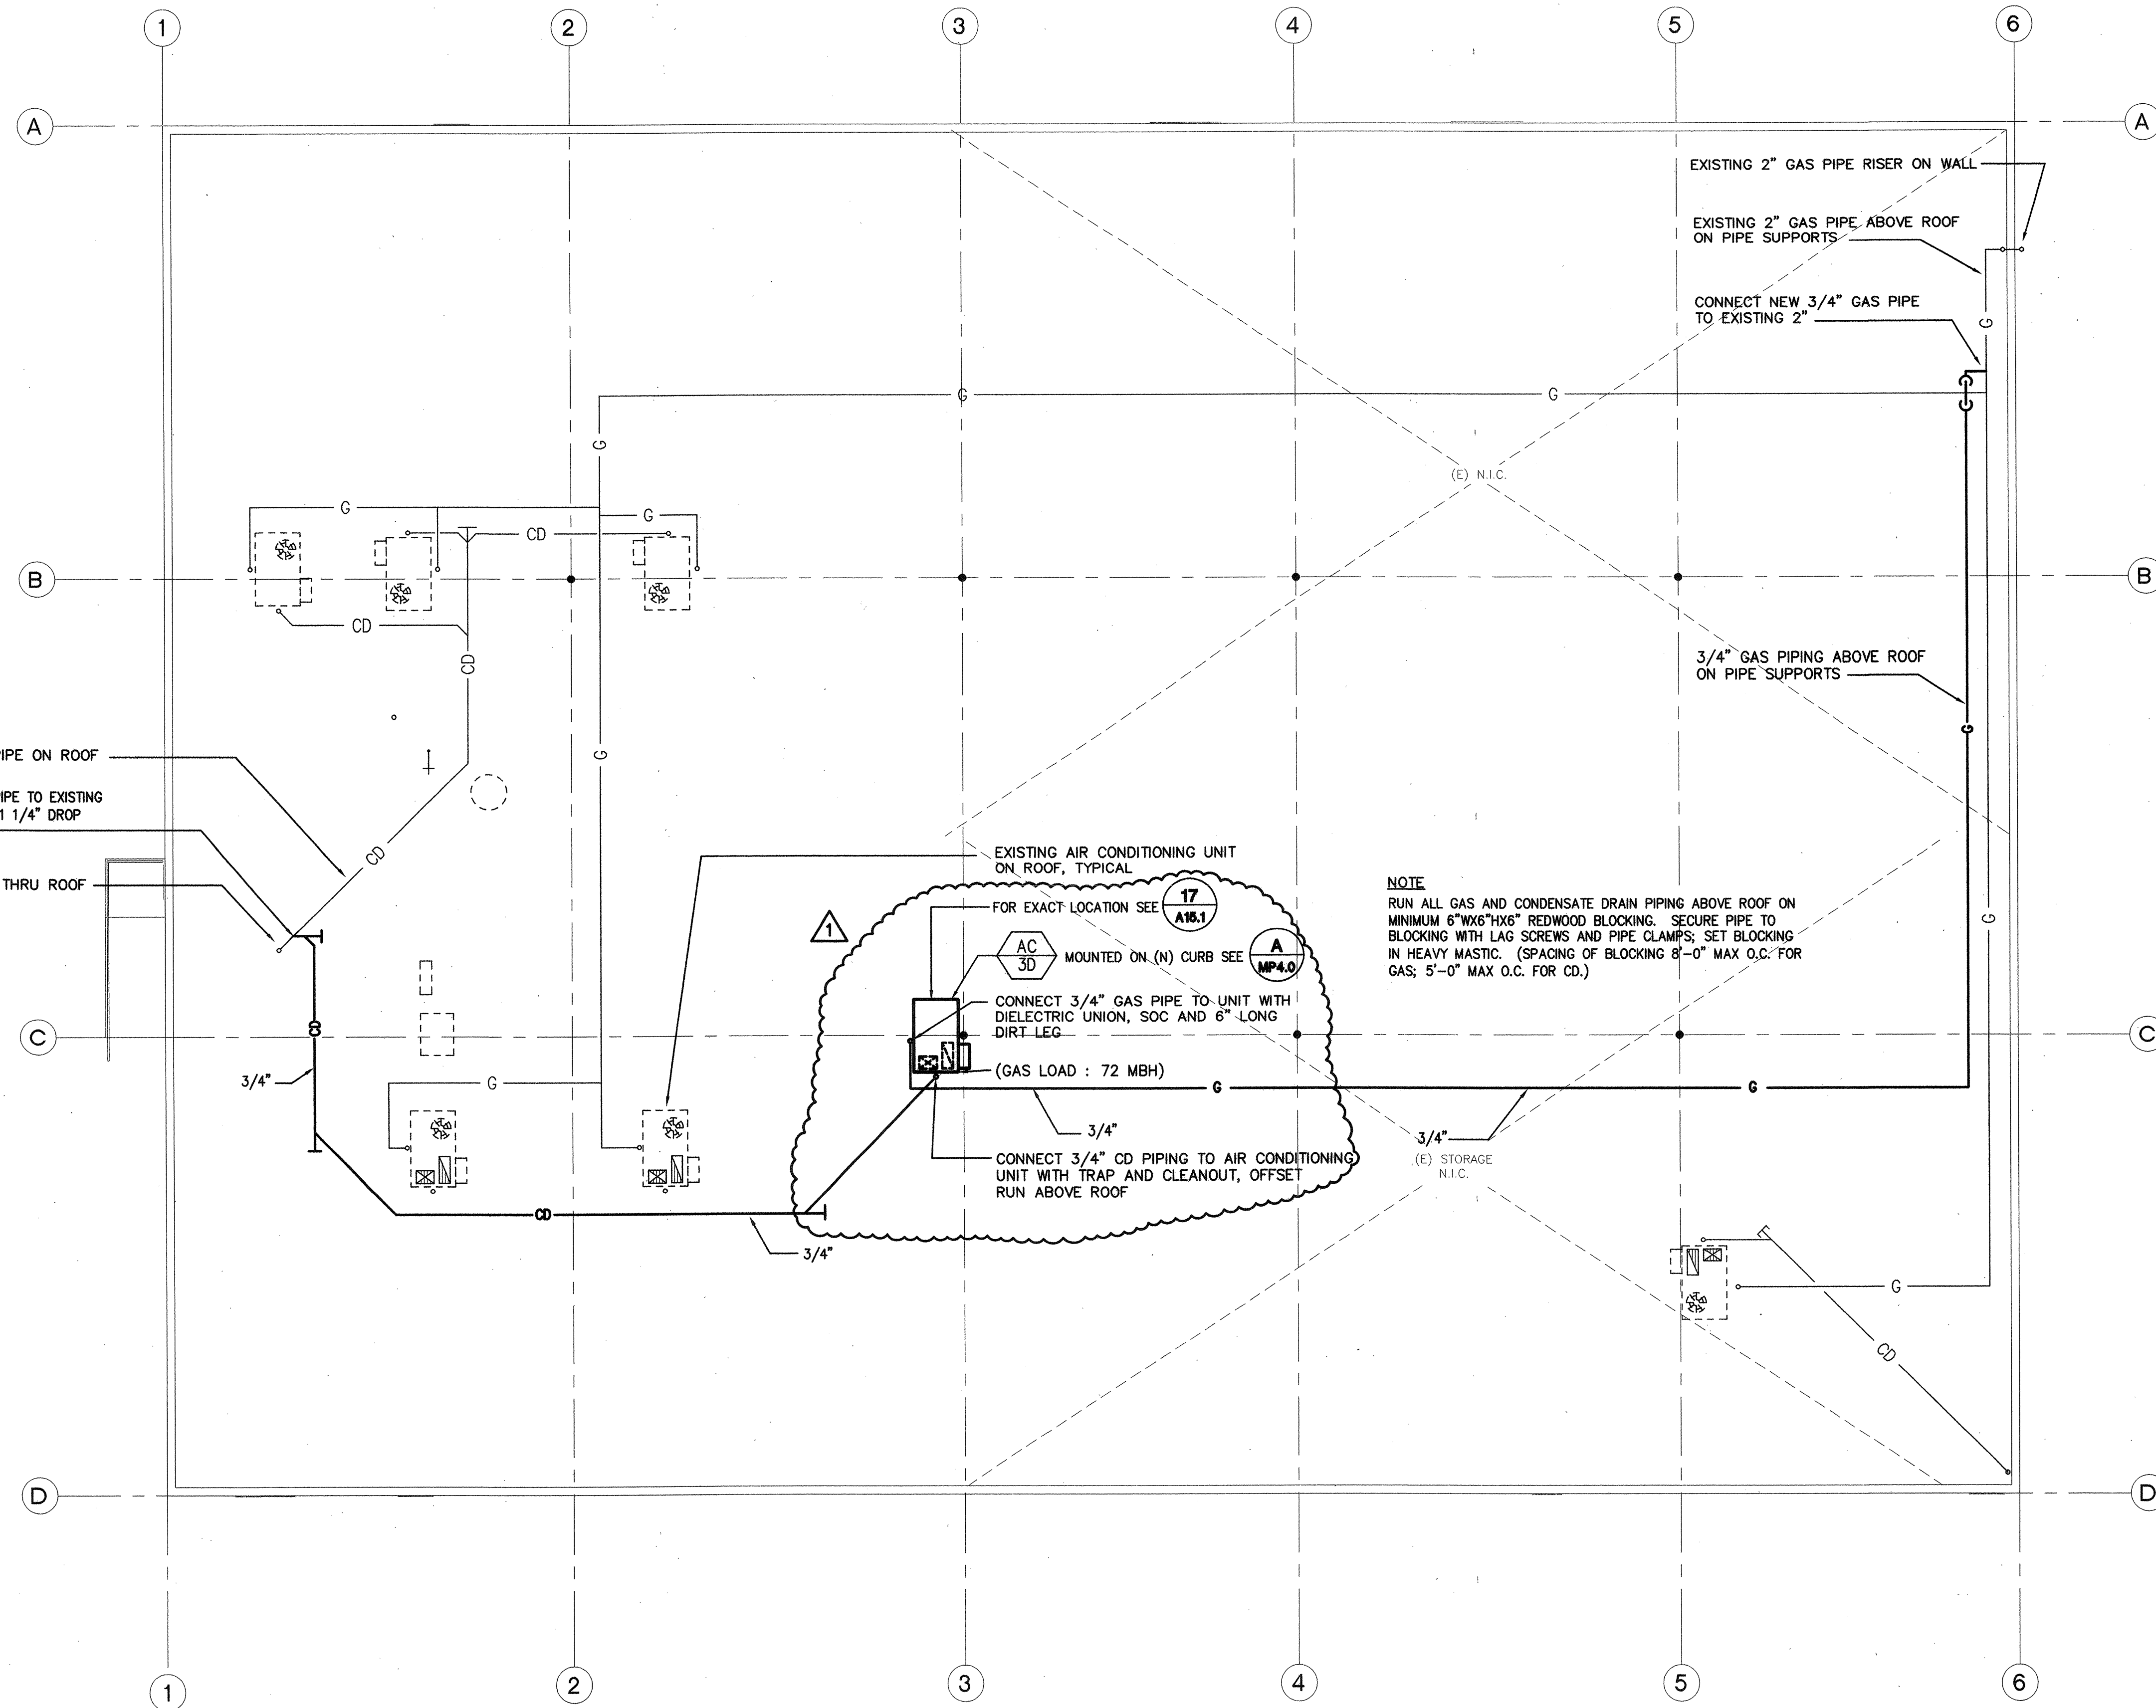 1
2
3
4
5
6
A
A
EXISTING 2" GAS PIPE RISER ON WALL
EXISTING 2" GAS PIPE ABOVE ROOF
ON PIPE SUPPORTS
CONNECT NEW 3/4" GAS PIPE
TO EXISTING 2"
G
G
G
G
(E) N.I.C.
G
G
CD
B
B
CD
CD
3/4" GAS PIPING ABOVE ROOF
ON PIPE SUPPORTS
G
G
PIPE ON ROOF
PIPE TO EXISTING
1 1/4" DROP
THRU ROOF
CD
EXISTING AIR CONDITIONING UNIT
ON ROOF, TYPICAL
FOR EXACT LOCATION SEE
17
A15.1
1
AC
3D
MOUNTED ON (N) CURB SEE
A
MP4.0
NOTE
RUN ALL GAS AND CONDENSATE DRAIN PIPING ABOVE ROOF ON
MINIMUM 6"WX6"HX6" REDWOOD BLOCKING. SECURE PIPE TO
BLOCKING WITH LAG SCREWS AND PIPE CLAMPS; SET BLOCKING
IN HEAVY MASTIC. (SPACING OF BLOCKING 8'-0" MAX O.C. FOR
GAS; 5'-0" MAX O.C. FOR CD.)
G
CONNECT 3/4" GAS PIPE TO UNIT WITH
DIELECTRIC UNION, SOC AND 6" LONG
DIRT LEG
C
C
CD
(GAS LOAD : 72 MBH)
3/4"
G
G
G
3/4"
3/4"
CONNECT 3/4" CD PIPING TO AIR CONDITIONING
UNIT WITH TRAP AND CLEANOUT, OFFSET
RUN ABOVE ROOF
(E) STORAGE
N.I.C.
CD
3/4"
G
CD
D
D
1
2
3
4
5
6